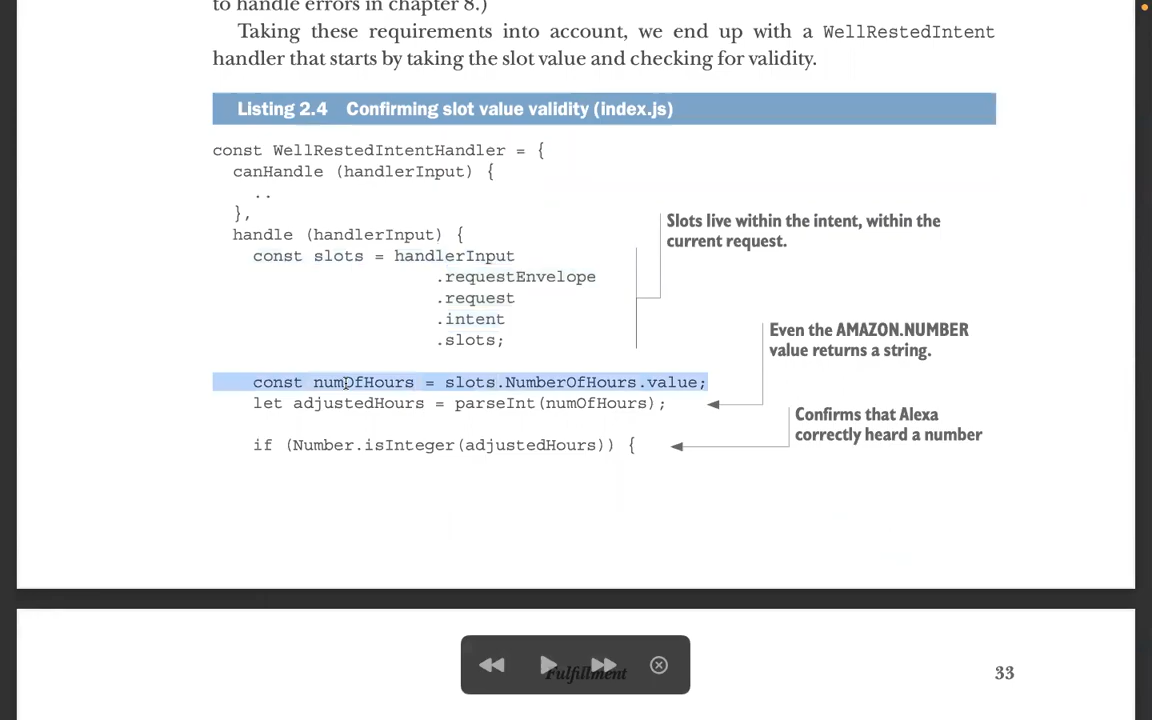 to handle errors in chapter 8.)
Taking these requirements into account, we end up with a WellRestedIntent
handler that starts by taking the slot value and checking for validity.
Listing 2.4 Confirming slot value validity (index.js)
const WellRestedIntentHandler = {
canHandle (handlerInput) {
..
},
handle (handlerInput) {
const slots = handlerInput
.requestEnvelope
.request
.intent
.slots;
Slots live within the intent, within the
current request.
const numOfHours = slots.NumberOfHours.value;
let adjustedHours = parseInt(numOfHours);
Even the AMAZON.NUMBER
value returns a string.
if (Number.isInteger(adjustedHours)) {
Confirms that Alexa
correctly heard a number
Fulfillment
33